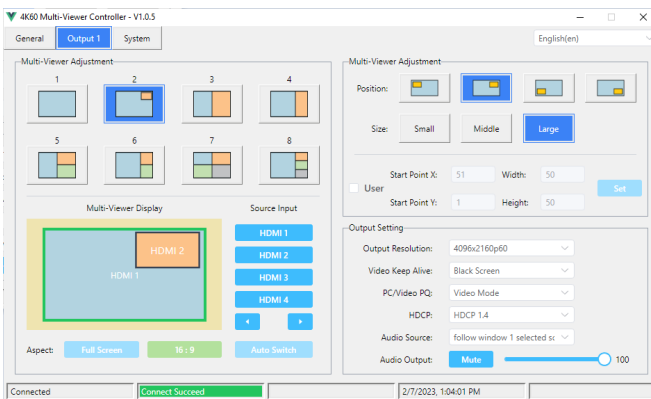 4K60 Multi-Viewer Controller - V1.0.5
General
Output 1
System
English(en)
Multi-Viewer Adjustment
1
2
3
4
5
6
7
8
Multi-Viewer Display
Source Input
HDMI 1
HDMI 2
HDMI 1
HDMI 2
HDMI 3
HDMI 4
Aspect:
Full Screen
16 : 9
Auto Switch
Multi-Viewer Adjustment
Position:
Size:
Small
Middle
Large
User
Start Point X:
51
Width:
50
Start Point Y:
1
Height:
50
Set
Output Setting
Output Resolution:
4096x2160p60
Video Keep Alive:
Black Screen
PC/Video PQ:
Video Mode
HDCP:
HDCP 1.4
Audio Source:
follow window 1 selected sc
Audio Output:
Mute
100
Connected
Connect Succeed
2/7/2023, 1:04:01 PM